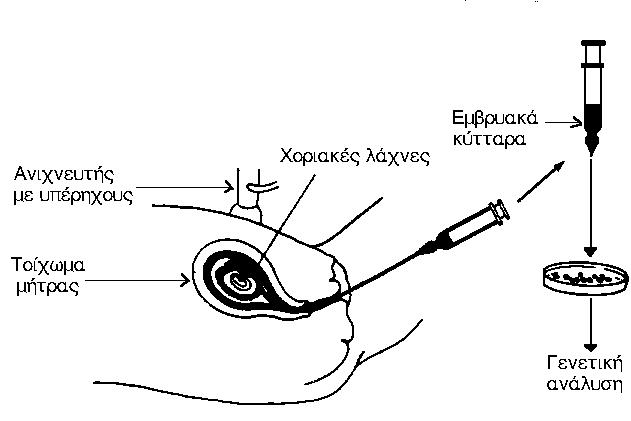 Εμβρυακά
κύτταρα
Χοριακές λάχνες
Ανιχνευτής
με υπέρηχους
Τοίχωμα
μήτρας
Γενετική
ανάλυση